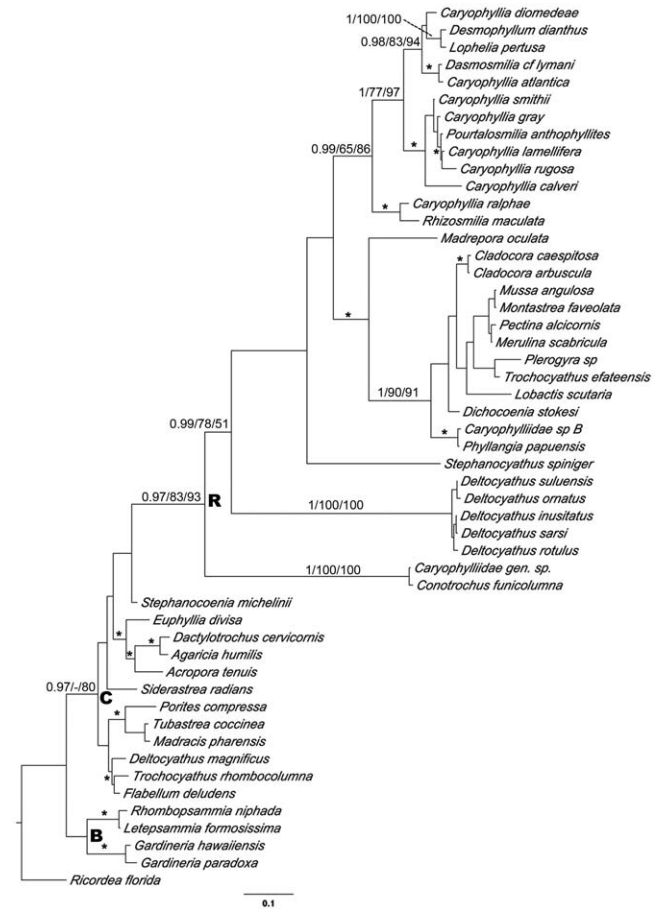 Caryophyllia diomedeae
1/100/100
Desmophyllum dianthus
0.98/83/94
Lophelia pertusa
Dasmosmilia cf lymani
*
Caryophyllia atlantica
1/77/97
Caryophyllia smithii
Caryophyllia gray
Pourtalosmilia anthophyllites
0.99/65/86
*
*
Caryophyllia lamellifera
Caryophyllia rugosa
Caryophyllia calveri
Caryophyllia ralphae
*
Rhizosmilia maculata
Madrepora oculata
*
Cladocora caespitosa
Cladocora arbuscula
Mussa angulosa
Montastrea faveolata
*
Pectina alcicornis
Merulina scabricula
Plerogyra sp
Trochocyathus efateensis
1/90/91
Lobactis scutaria
Dichocoenia stokesi
0.99/78/51
*
Caryophylliidae sp B
Phyllangia papuensis
Stephanocyathus spiniger
Deltocyathus suluensis
0.97/83/93
R
Deltocyathus ornatus
1/100/100
Deltocyathus inusitatus
Deltocyathus sarsi
Deltocyathus rotulus
1/100/100
Caryophylliidae gen. sp.
Conotrochus funicolumna
Stephanocoenia michelinii
Euphyllia divisa
*
*
Dactylotrochus cervicornis
*
Agaricia humilis
Acropora tenuis
0.97/-/80
C
Siderastrea radians
Porites compressa
*
Tubastrea coccinea
Madracis pharensis
Deltocyathus magnificus
*
Trochocyathus rhombocolumna
Flabellum deludens
*
Rhombopsammia niphada
B
Letepsammia formosissima
*
Gardineria hawaiiensis
Gardineria paradoxa
Ricordea florida
0.1